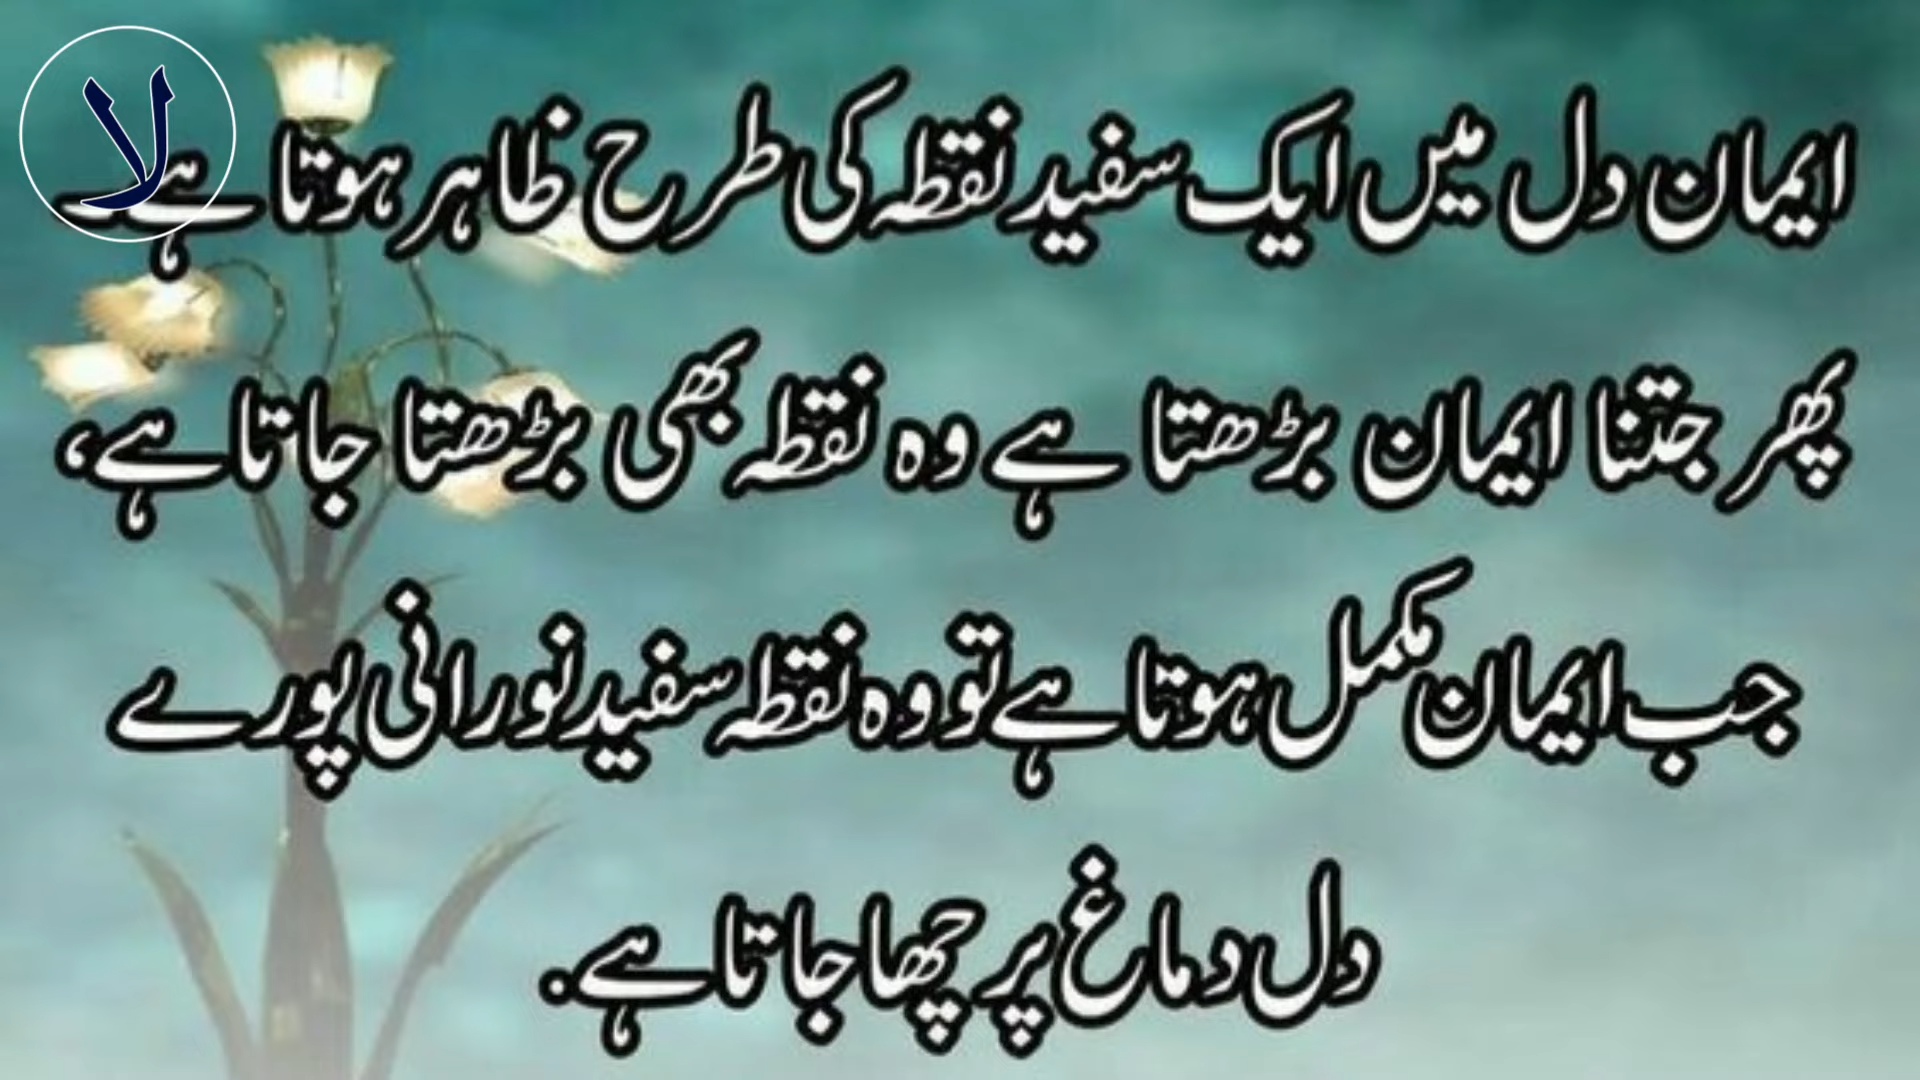 لا
ایمان دل میں ایک سفید نقطہ کی طرح ظاہر ہوتا ہے۔
پھر جتنا ایمان بڑھتا ہے وہ نقطہ بھی بڑھتا جاتا ہے،
جب ایمان مکمل ہوتا ہے تو وہ نقطہ سفید نورانی پورے
دل دماغ پر چھا جاتا ہے.